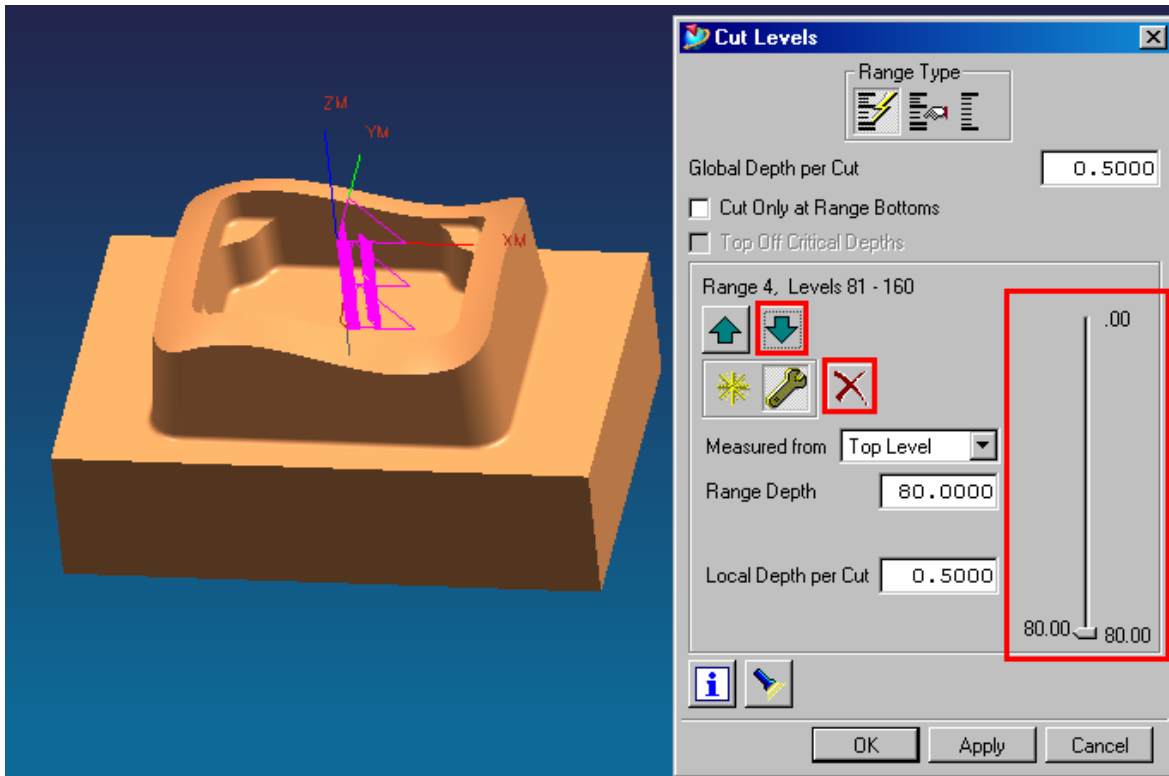 ZM
YM
XM
Cut Levels
Range Type
Global Depth per Cut 0.5000
Cut Only at Range Bottoms
Top Off Critical Depths
Range 4, Levels 81 - 160
.00
Measured from Top Level
Range Depth 80.0000
Local Depth per Cut 0.5000
80.00 80.00
OK Apply Cancel